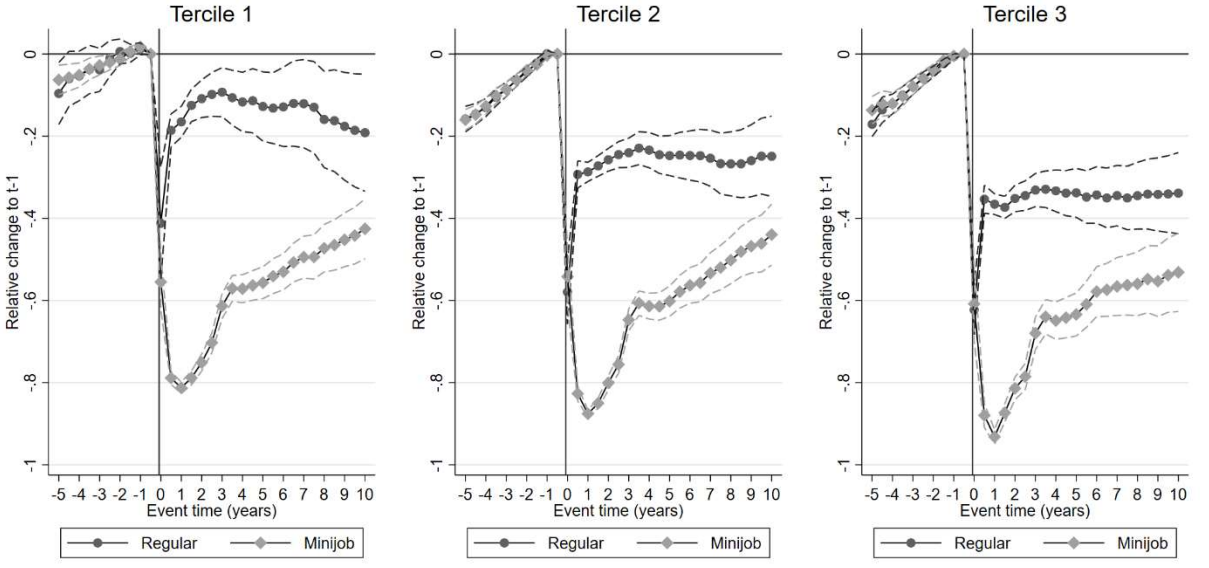 Tercile 1
Relative change to t-1
0
-.2
-.4
-.6
-.8
-1
-5 -4 -3 -2 -1 0 1 2 3 4 5 6 7 8 9 10
Event time (years)
Regular Minijob
Tercile 2
Relative change to t-1
0
-.2
-.4
-.6
-.8
-1
-5 -4 -3 -2 -1 0 1 2 3 4 5 6 7 8 9 10
Event time (years)
Regular Minijob
Tercile 3
Relative change to t-1
0
-.2
-.4
-.6
-.8
-1
-5 -4 -3 -2 -1 0 1 2 3 4 5 6 7 8 9 10
Event time (years)
Regular Minijob